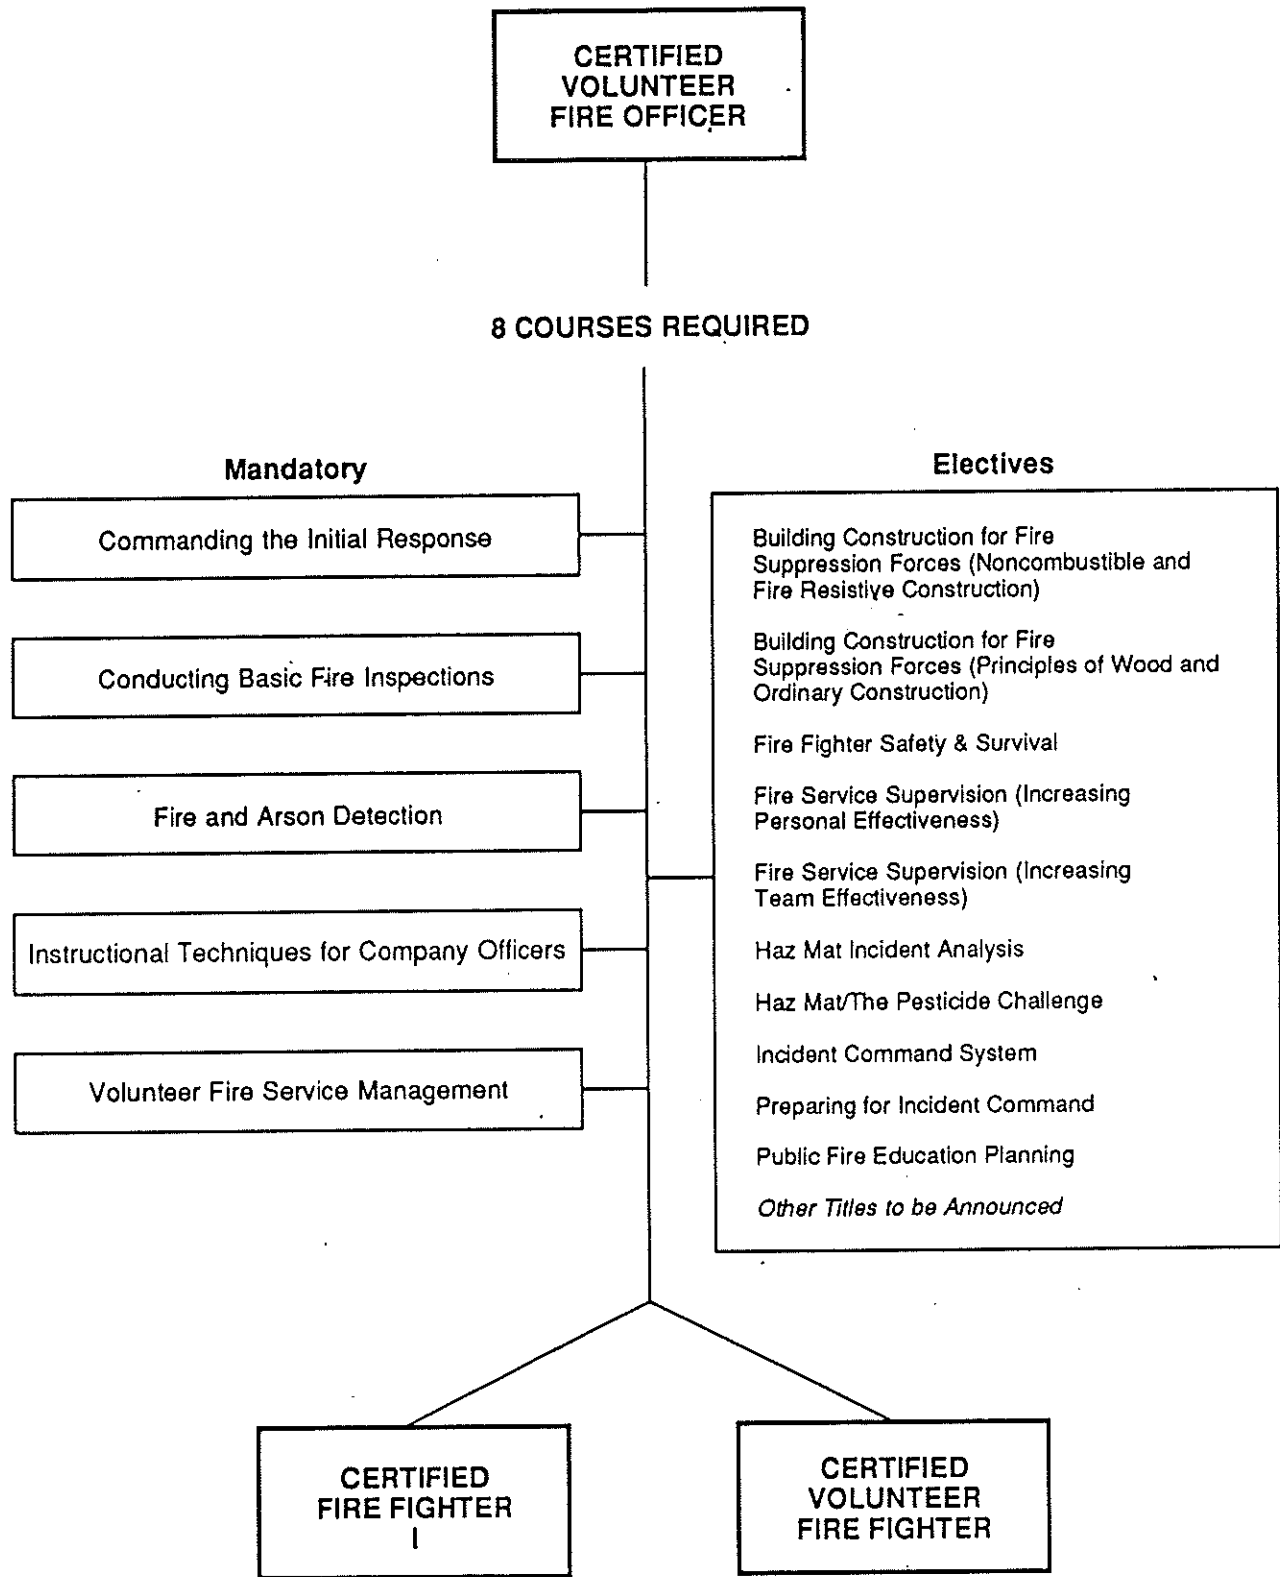 CERTIFIED
VOLUNTEER
FIRE OFFICER
8 COURSES REQUIRED
Mandatory
Commanding the Initial Response
Conducting Basic Fire Inspections
Fire and Arson Detection
Instructional Techniques for Company Officers
Volunteer Fire Service Management
Electives
Building Construction for Fire
Suppression Forces (Noncombustible and
Fire Resistive Construction)
Building Construction for Fire
Suppression Forces (Principles of Wood and
Ordinary Construction)
Fire Fighter Safety & Survival
Fire Service Supervision (Increasing
Personal Effectiveness)
Fire Service Supervision (Increasing
Team Effectiveness)
Haz Mat Incident Analysis
Haz Mat/The Pesticide Challenge
Incident Command System
Preparing for Incident Command
Public Fire Education Planning
Other Titles to be Announced
CERTIFIED
FIRE FIGHTER
I
CERTIFIED
VOLUNTEER
FIRE FIGHTER